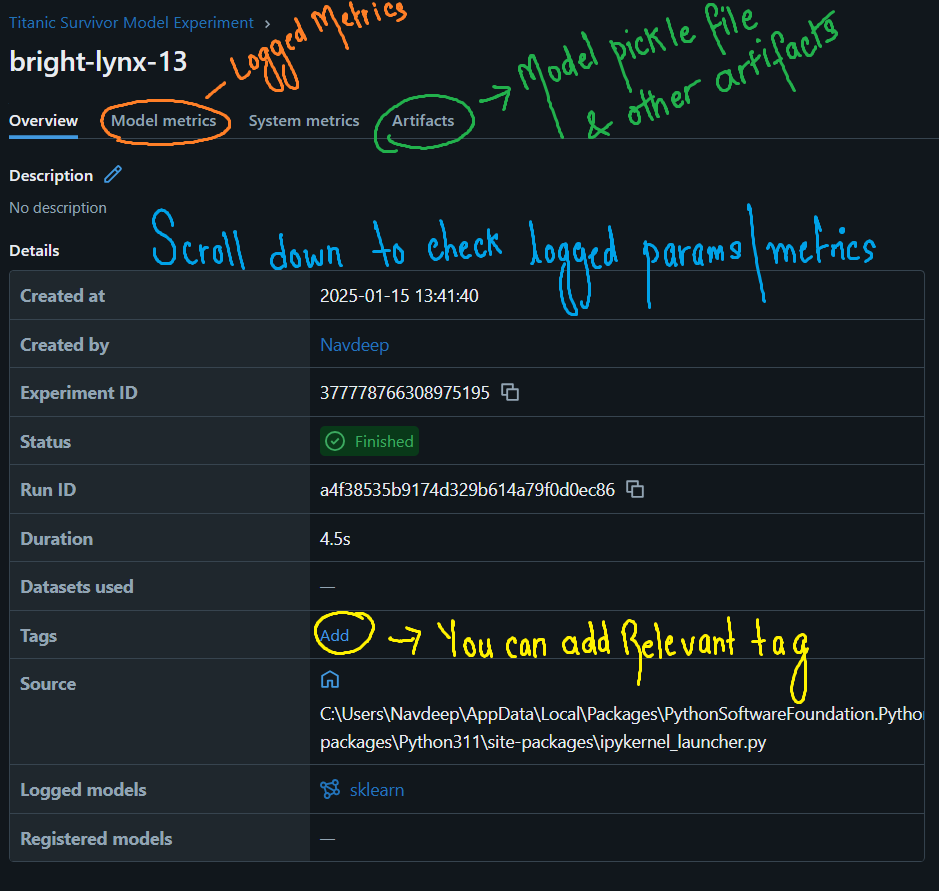 Titanic Survivor Model Experiment >
bright-lynx-13
Logged Metrics
Model pickle file
& other artifacts
Overview Model metrics System metrics Artifacts
Description
No description
Scroll down to check logged params/metrics
Details
Created at 2025-01-15 13:41:40
Created by Navdeep
Experiment ID 377778766308975195
Status Finished
Run ID a4f38535b9174d329b614a79f0d0ec86
Duration 4.5s
Datasets used —
Tags Add → You can add Relevant tag
Source
C:\Users\Navdeep\AppData\Local\Packages\PythonSoftwareFoundation.Pytho
packages\Python311\site-packages\ipykernel_launcher.py
Logged models sklearn
Registered models —